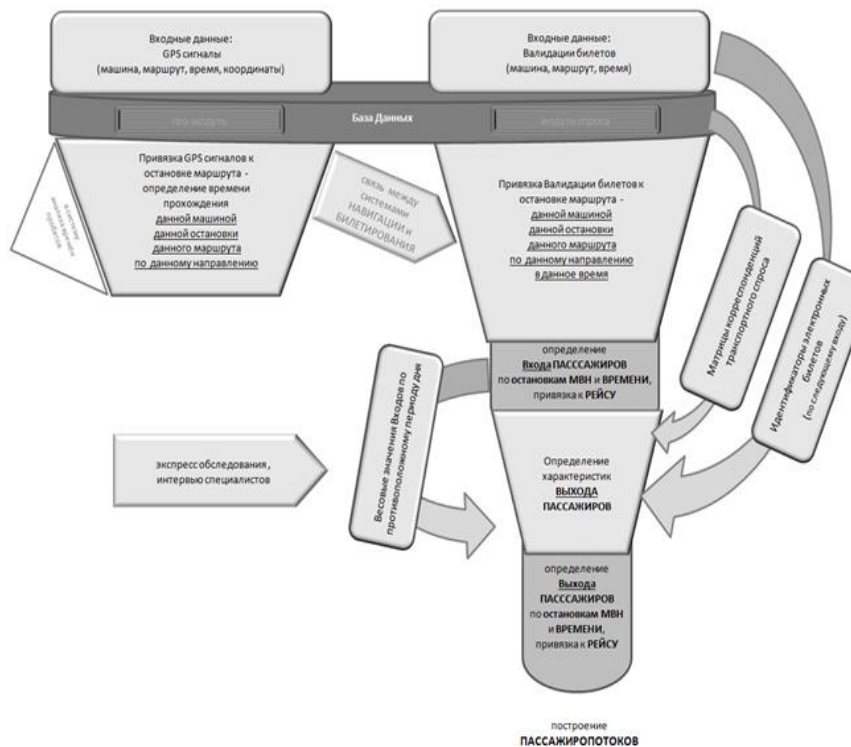 Входные данные:
GPS сигналы
(машина, маршрут, время, координаты)
Входные данные:
Валидации билетов
(машина, маршрут, время)
База Данных
Привязка GPS сигналов к
остановке маршрута -
определение времени
прохождения
данной машиной
данной остановки
данного маршрута
по данному направлению
связь между
системами
НАВИГАЦИИ и
БИЛЕТИРОВАНИЯ
Привязка Валидации билетов к
остановке маршрута -
данной машиной
данной остановки
данного маршрута
по данному направлению
в данное время
Матрицы корреспонденций
транспортного спроса
Идентификаторы электронных
билетов
(по следующему входу)
определение
Входа ПАСССАЖИРОВ
по остановкам МВН и ВРЕМЕНИ,
привязка к РЕЙСУ
Весовые значения Входов по
противоположному периоду дня
экспресс обследования,
интервью специалистов
Определение
характеристик
ВЫХОДА
ПАССАЖИРОВ
определение
Выхода
ПАСССАЖИРОВ
по остановкам МВН
и ВРЕМЕНИ,
привязка к РЕЙСУ
построение
ПАССАЖИРОПОТОКОВ